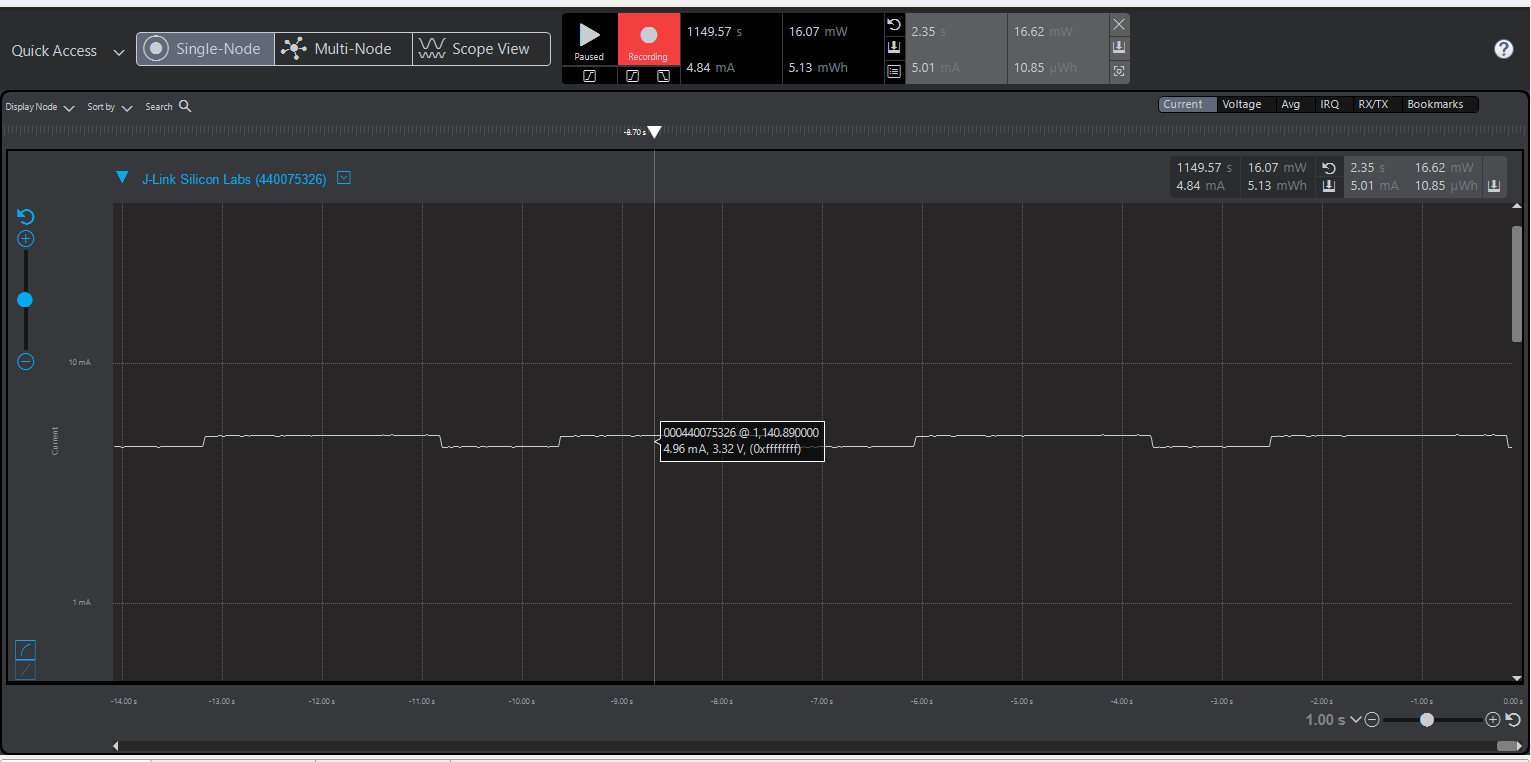 Quick Access
Single-Node
Multi-Node
Scope View
Paused
Recording
1149.57 s
16.07 mW
4.84 mA
5.13 mWh
2.35 s
16.62 mW
5.01 mA
10.85 µWh
?
Display Node
Sort by
Search
Current
Voltage
Avg
IRQ
RX/TX
Bookmarks
-8.70 s
J-Link Silicon Labs (440075326)
1149.57 s
16.07 mW
2.35 s
16.62 mW
4.84 mA
5.13 mWh
5.01 mA
10.85 µWh
10 mA
Current
000440075326 @ 1,140.890000
4.96 mA, 3.32 V, (0xffffffff)
1 mA
-14.00 s
-13.00 s
-12.00 s
-11.00 s
-10.00 s
-9.00 s
-8.00 s
-7.00 s
-6.00 s
-5.00 s
-4.00 s
-3.00 s
-2.00 s
-1.00 s
0.00 s
1.00 s